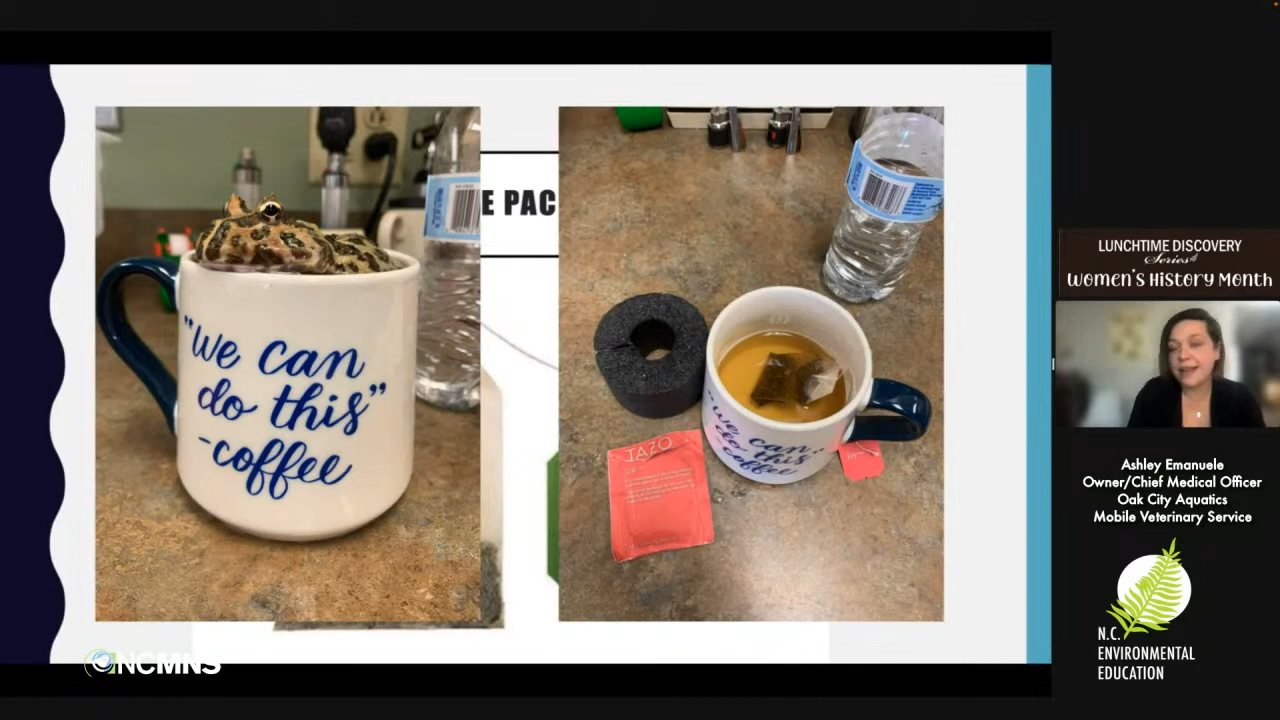 E PAC
"we can
do this"
-coffee
TAZO
joy™
"we can
do this"
-coffee
NCMNS
LUNCHTIME DISCOVERY
Series
WOMEN'S HISTORY MONTH
Ashley Emanuele
Owner/Chief Medical Officer
Oak City Aquatics
Mobile Veterinary Service
N.C.
ENVIRONMENTAL
EDUCATION